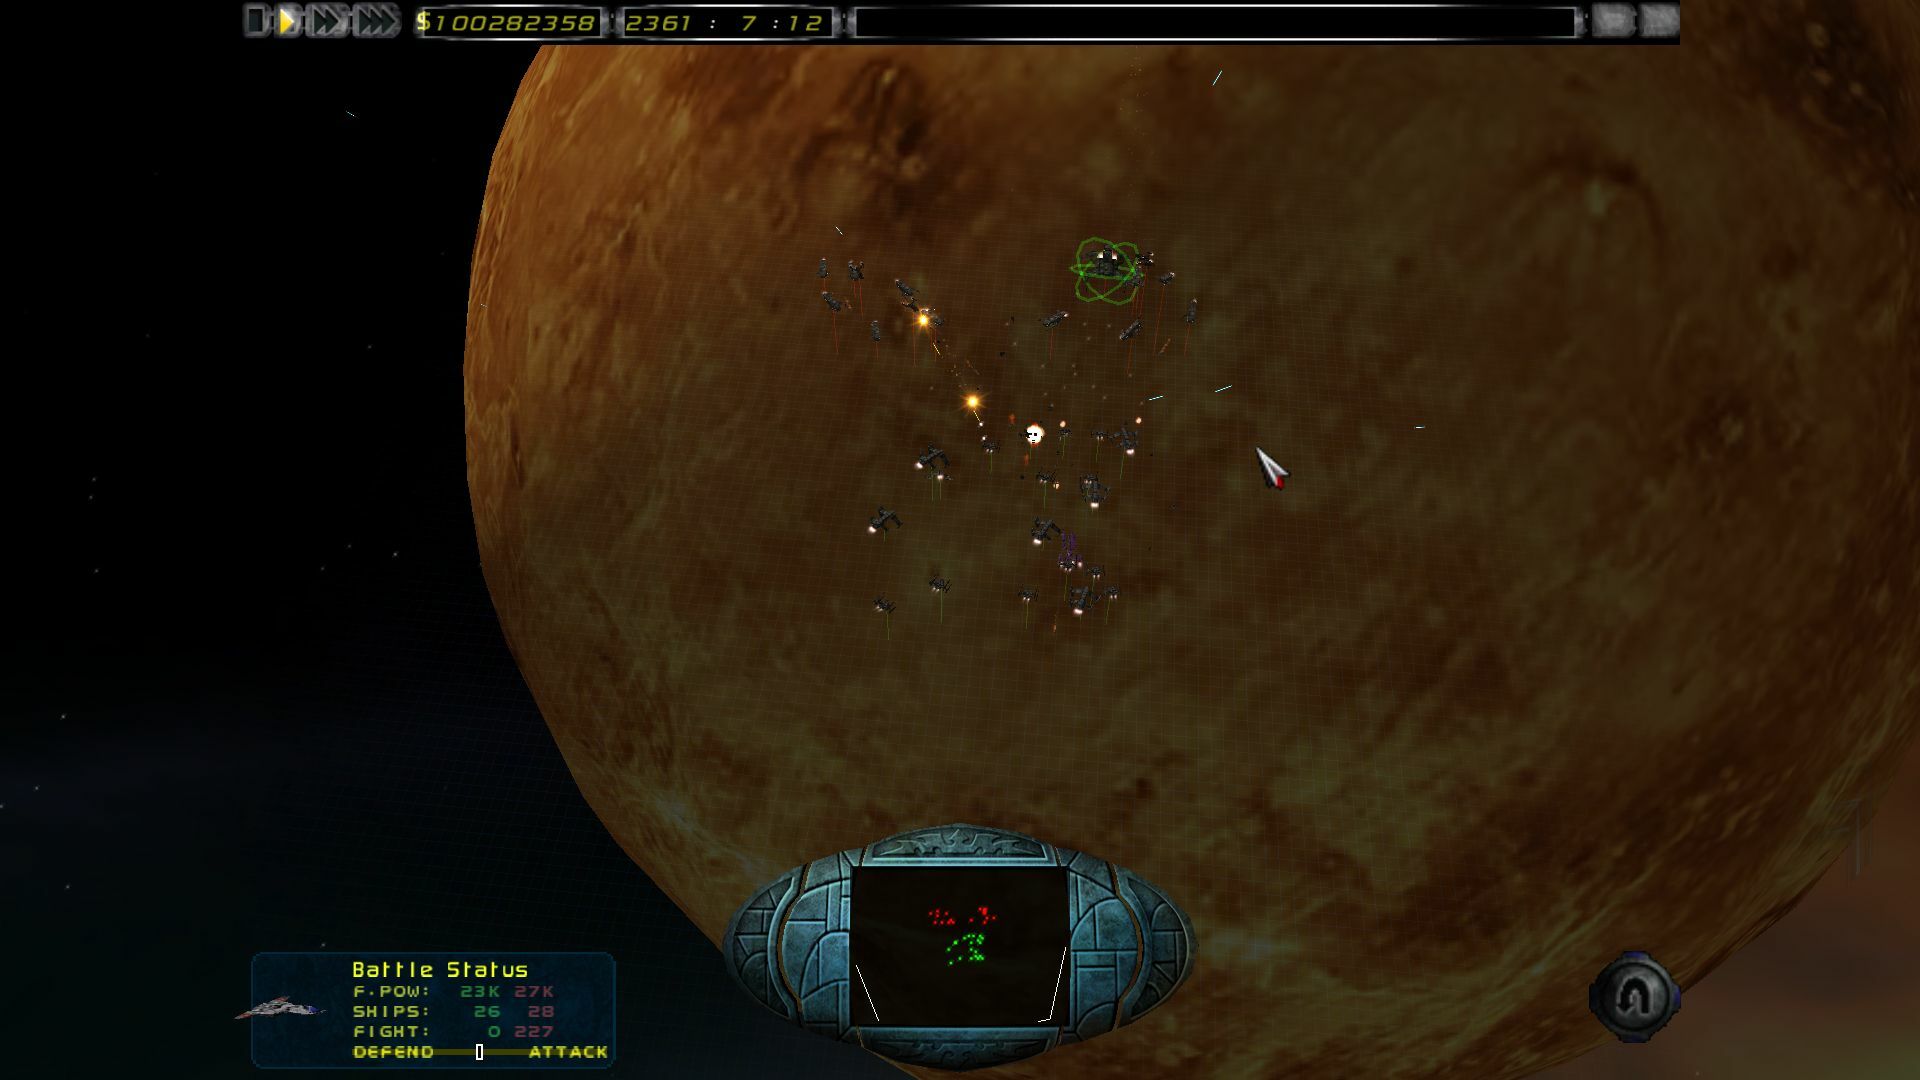 $100282358 2361 : 7 :12
Battle Status
F.POW: 23K 27K
SHIPS: 26 28
FIGHT: 0 227
DEFEND ATTACK